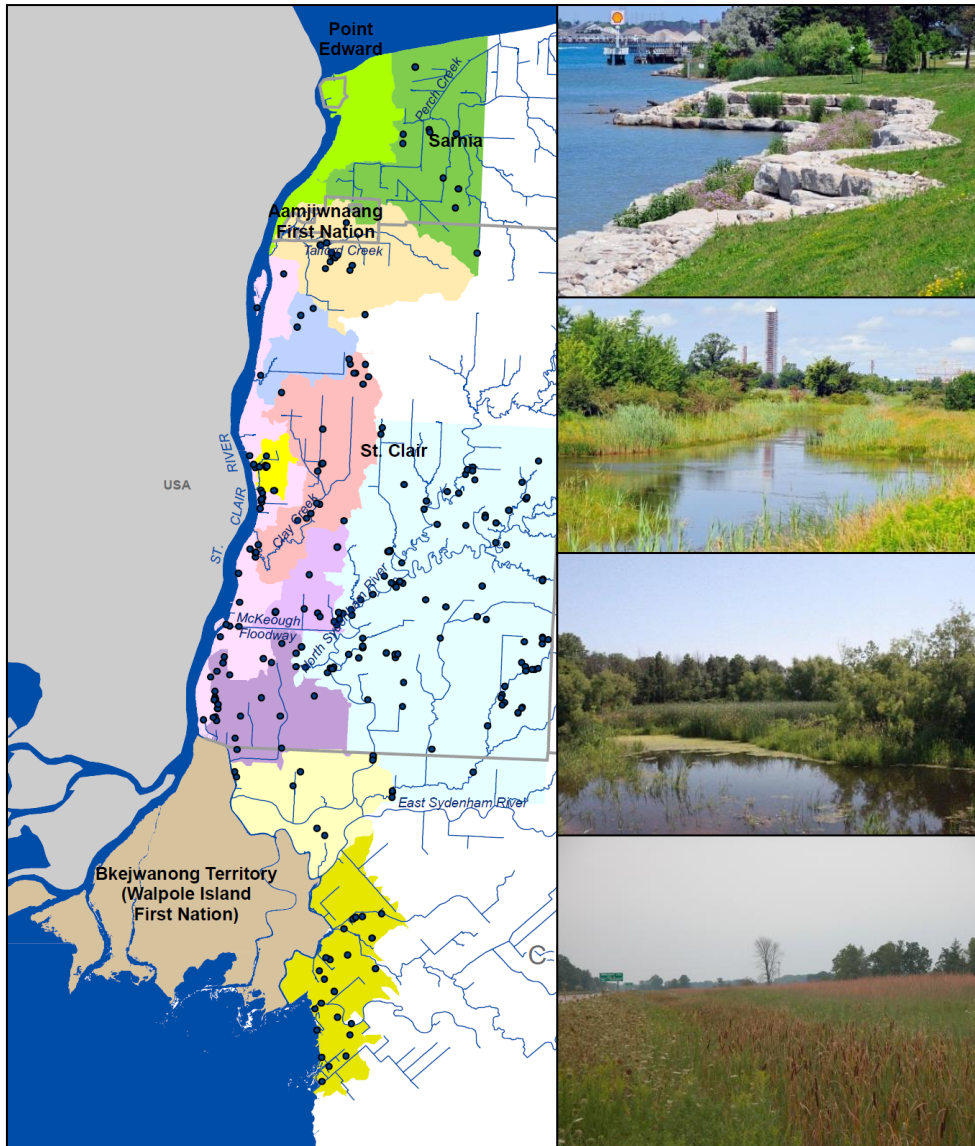 Point
Edward
Perch Creek
Sarnia
Aamjiwnaang
First Nation
Talford Creek
St. Clair
USA
ST. CLAIR RIVER
Clay Creek
North Sydenham River
McKeough
Floodway
East Sydenham River
Bkejwanong Territory
(Walpole Island
First Nation)
C